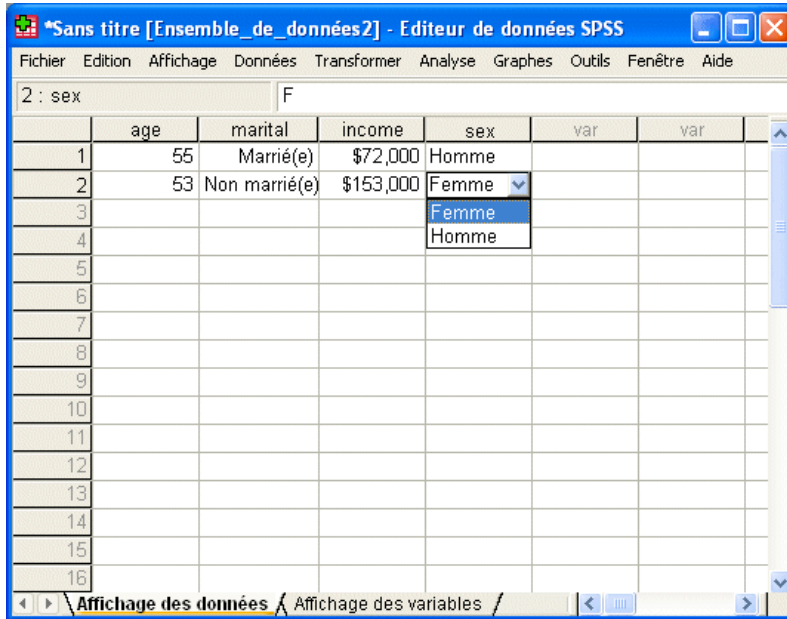 *Sans titre [Ensemble_de_données2] - Editeur de données SPSS
Fichier Edition Affichage Données Transformer Analyse Graphes Outils Fenêtre Aide
2 : sex F
age marital income sex var var
1 55 Marrié(e) $72,000 Homme
2 53 Non marrié(e) $153,000 Femme
3 Femme
4 Homme
5
6
7
8
9
10
11
12
13
14
15
16
Affichage des données Affichage des variables